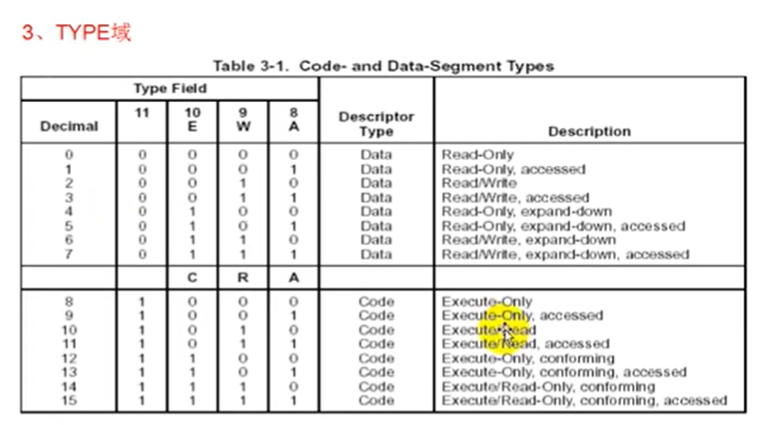 3、TYPE域
Table 3-1. Code- and Data-Segment Types
Type Field
Descriptor Type
Description
Decimal 11 10 E 9 W 8 A
0 0 0 0 0 Data Read-Only
1 0 0 0 1 Data Read-Only, accessed
2 0 0 1 0 Data Read/Write
3 0 0 1 1 Data Read/Write, accessed
4 0 1 0 0 Data Read-Only, expand-down
5 0 1 0 1 Data Read-Only, expand-down, accessed
6 0 1 1 0 Data Read/Write, expand-down
7 0 1 1 1 Data Read/Write, expand-down, accessed
C R A
8 1 0 0 0 Code Execute-Only
9 1 0 0 1 Code Execute-Only, accessed
10 1 0 1 0 Code Execute/Read
11 1 0 1 1 Code Execute/Read, accessed
12 1 1 0 0 Code Execute-Only, conforming
13 1 1 0 1 Code Execute-Only, conforming, accessed
14 1 1 1 0 Code Execute/Read-Only, conforming
15 1 1 1 1 Code Execute/Read-Only, conforming, accessed